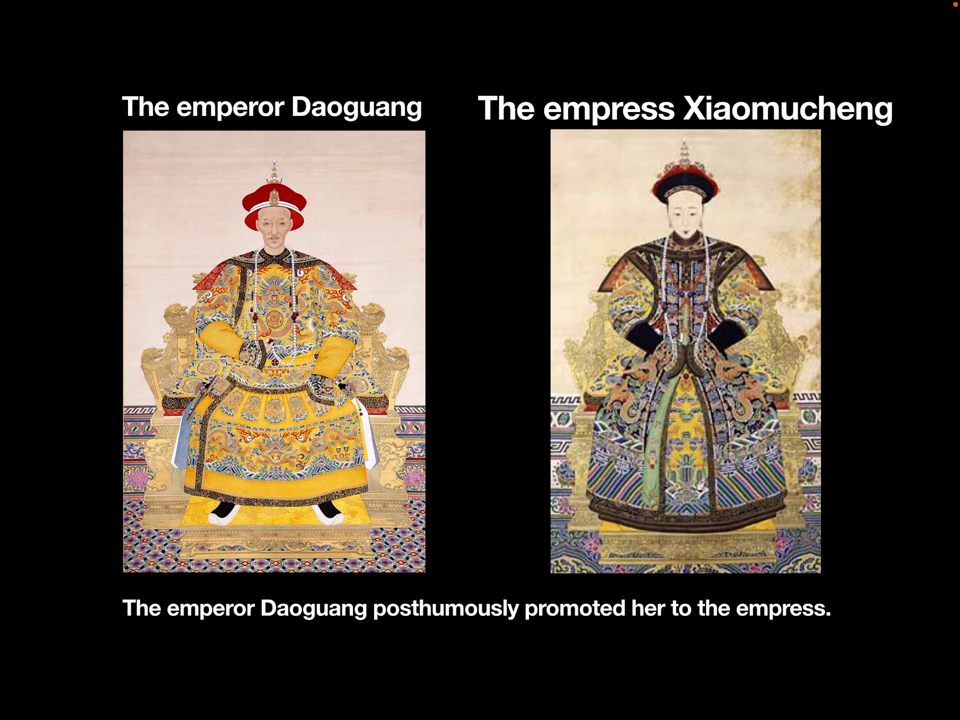 The emperor Daoguang
The empress Xiaomucheng
The emperor Daoguang posthumously promoted her to the empress.